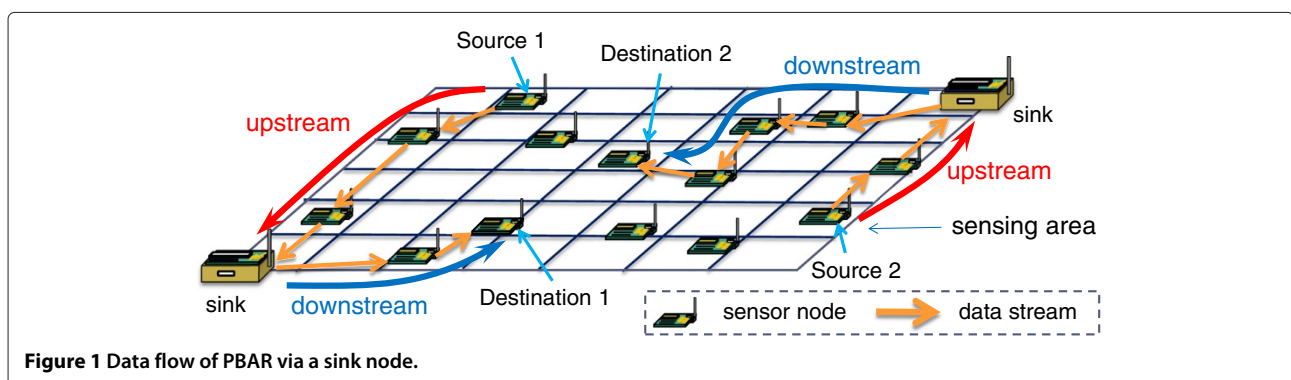 Source 1
Destination 2
downstream
upstream
sink
upstream
sensing area
sink
downstream
Destination 1
Source 2
sensor node
data stream
Figure 1 Data flow of PBAR via a sink node.